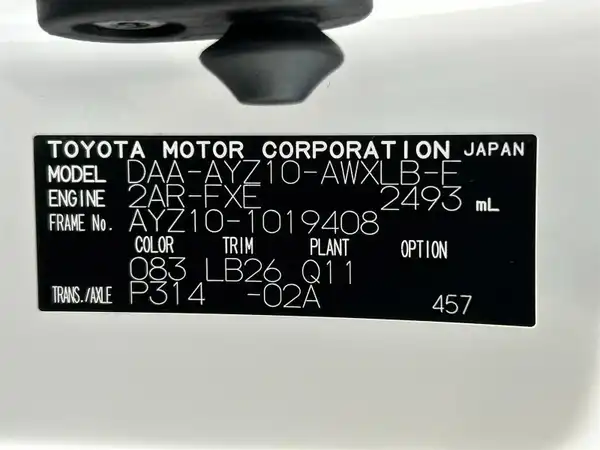 TOYOTA MOTOR CORPORATION JAPAN
MODEL DAA-AYZ10-AWXLB-E
ENGINE 2AR-FXE 2493 mL
FRAME No. AYZ10-1019408
COLOR TRIM PLANT OPTION
083 LB26 Q11
TRANS./AXLE P314 -02A 457